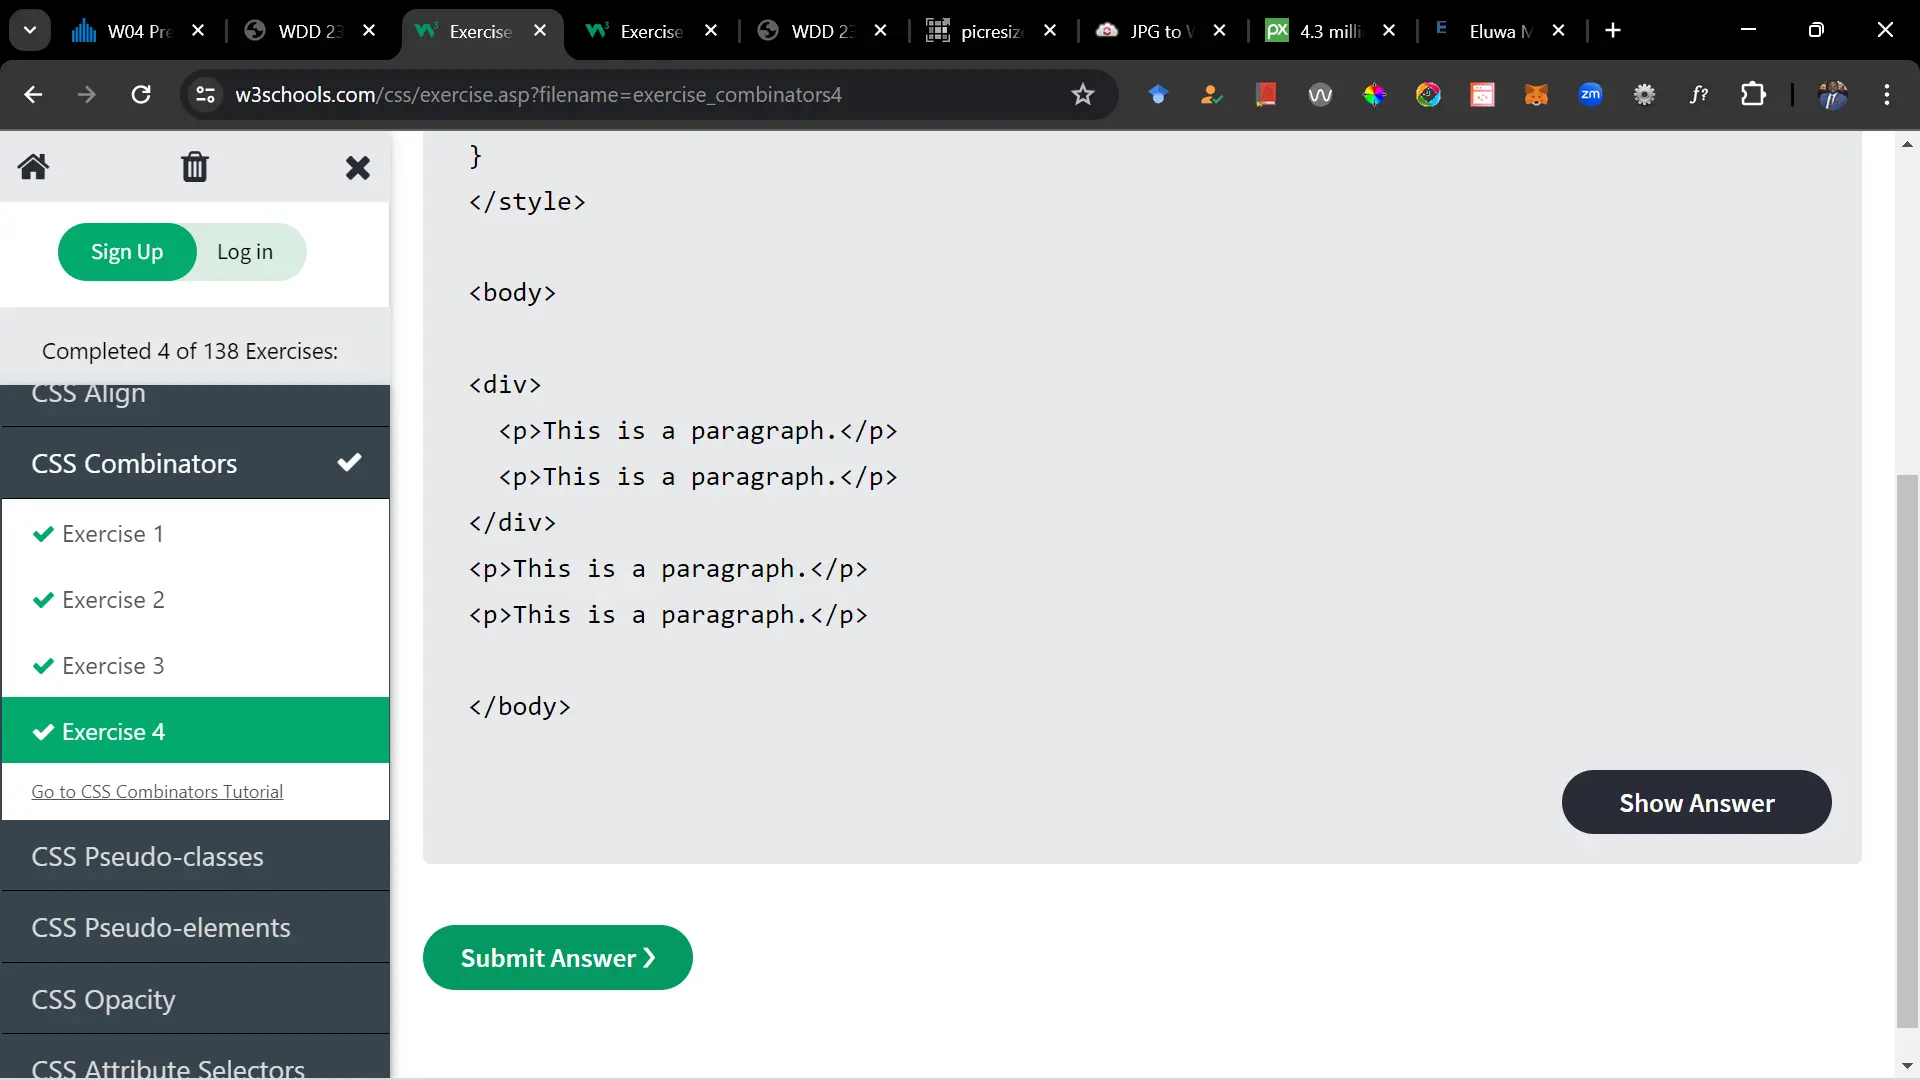 W04 Pre
WDD 23
Exercise
Exercise
WDD 23
picresize
JPG to W
4.3 milli
Eluwa M
w3schools.com/css/exercise.asp?filename=exercise_combinators4
zm
f?
Sign Up
Log in
Completed 4 of 138 Exercises:
CSS Align
CSS Combinators
Exercise 1
Exercise 2
Exercise 3
Exercise 4
Go to CSS Combinators Tutorial
CSS Pseudo-classes
CSS Pseudo-elements
CSS Opacity
CSS Attribute Selectors
}
</style>
<body>
<div>
<p>This is a paragraph.</p>
<p>This is a paragraph.</p>
</div>
<p>This is a paragraph.</p>
<p>This is a paragraph.</p>
</body>
Show Answer
Submit Answer ❯